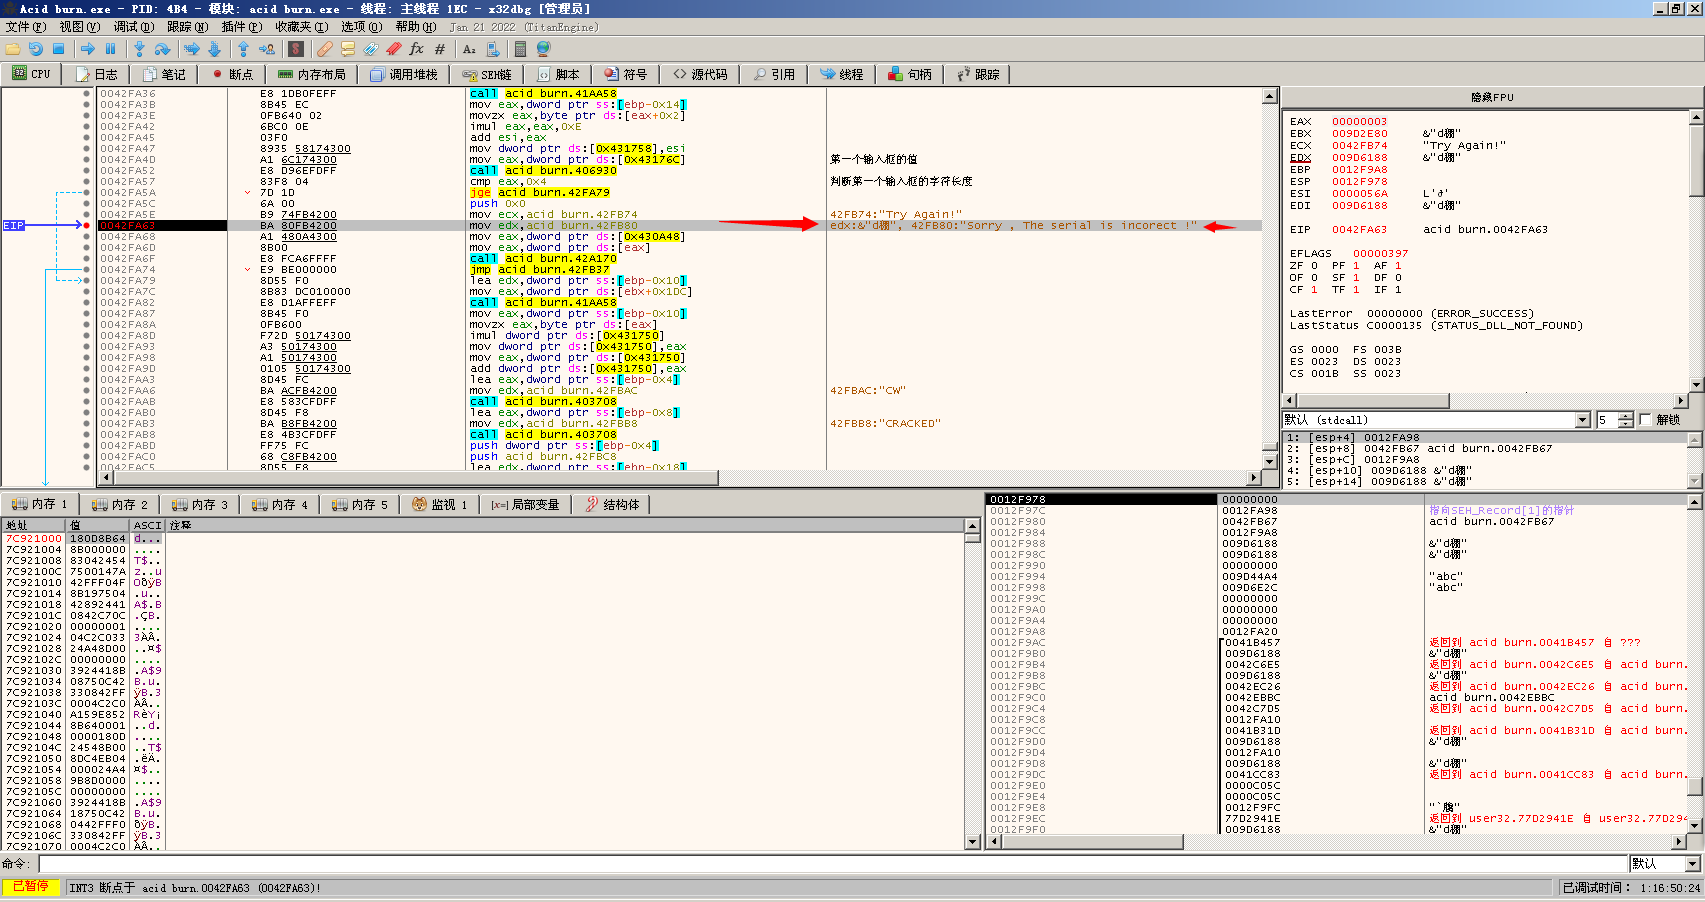 Acid burn.exe - PID: 4B4 - 模块: acid burn.exe - 线程: 主线程 1EC - x32dbg [管理员]
文件(F) 视图(V) 调试(D) 跟踪(N) 插件(P) 收藏夹(I) 选项(O) 帮助(H) Jan 21 2022 (TitanEngine)
CPU 日志 笔记 断点 内存布局 调用堆栈 SEH链 脚本 符号 源代码 引用 线程 句柄 跟踪
0042FA36 E8 1DB0FEFF call acid burn.41AA58
0042FA3B 8B45 EC mov eax,dword ptr ss:[ebp-0x14]
0042FA3E 0FB640 02 movzx eax,byte ptr ds:[eax+0x2]
0042FA42 6BC0 0E imul eax,eax,0xE
0042FA45 03F0 add esi,eax
0042FA47 8935 58174300 mov dword ptr ds:[0x431758],esi
0042FA4D A1 6C174300 mov eax,dword ptr ds:[0x43176C] 第一个输入框的值
0042FA52 E8 D96EFDFF call acid burn.406930
0042FA57 83F8 04 cmp eax,0x4 判断第一个输入框的字符长度
0042FA5A 7D 1D jge acid burn.42FA79
0042FA5C 6A 00 push 0x0
0042FA5E B9 74FB4200 mov ecx,acid burn.42FB74 42FB74:"Try Again!"
EIP 0042FA63 BA 80FB4200 mov edx,acid burn.42FB80 edx:&"d棚", 42FB80:"Sorry , The serial is incorect !"
0042FA68 A1 480A4300 mov eax,dword ptr ds:[0x430A48]
0042FA6D 8B00 mov eax,dword ptr ds:[eax]
0042FA6F E8 FCA6FFFF call acid burn.42A170
0042FA74 E9 BE000000 jmp acid burn.42FB37
0042FA79 8D55 F0 lea edx,dword ptr ss:[ebp-0x10]
0042FA7C 8B83 DC010000 mov eax,dword ptr ds:[ebx+0x1DC]
0042FA82 E8 D1AFFEFF call acid burn.41AA58
0042FA87 8B45 F0 mov eax,dword ptr ss:[ebp-0x10]
0042FA8A 0FB600 movzx eax,byte ptr ds:[eax]
0042FA8D F72D 50174300 imul dword ptr ds:[0x431750]
0042FA93 A3 50174300 mov dword ptr ds:[0x431750],eax
0042FA98 A1 50174300 mov eax,dword ptr ds:[0x431750]
0042FA9D 0105 50174300 add dword ptr ds:[0x431750],eax
0042FAA3 8D45 FC lea eax,dword ptr ss:[ebp-0x4]
0042FAA6 BA ACFB4200 mov edx,acid burn.42FBAC 42FBAC:"CW"
0042FAAB E8 583CFDFF call acid burn.403708
0042FAB0 8D45 F8 lea eax,dword ptr ss:[ebp-0x8]
0042FAB3 BA B8FB4200 mov edx,acid burn.42FBB8 42FBB8:"CRACKED"
0042FAB8 E8 4B3CFDFF call acid burn.403708
0042FABD FF75 FC push dword ptr ss:[ebp-0x4]
0042FAC0 68 C8FB4200 push acid burn.42FBC8
0042FAC5 8D55 E8 lea edx,dword ptr ss:[ebp-0x18]
隐藏FPU
EAX 00000003
EBX 009D2E80 &"d棚"
ECX 0042FB74 "Try Again!"
EDX 009D6188 &"d棚"
EBP 0012F9A8
ESP 0012F978
ESI 0000056A L'ժ'
EDI 009D6188 &"d棚"
EIP 0042FA63 acid burn.0042FA63
EFLAGS 00000397
ZF 0 PF 1 AF 1
OF 0 SF 1 DF 0
CF 1 TF 1 IF 1
LastError 00000000 (ERROR_SUCCESS)
LastStatus C0000135 (STATUS_DLL_NOT_FOUND)
GS 0000 FS 003B
ES 0023 DS 0023
CS 001B SS 0023
默认 (stdcall) 5 解锁
1: [esp+4] 0012FA98
2: [esp+8] 0042FB67 acid burn.0042FB67
3: [esp+C] 0012F9A8
4: [esp+10] 009D6188 &"d棚"
5: [esp+14] 009D6188 &"d棚"
内存 1 内存 2 内存 3 内存 4 内存 5 监视 1 [x=] 局部变量 结构体
地址 值 ASCI 注释
7C921000 180D8B64 d...
7C921004 8B000000 ....
7C921008 83042454 T$..
7C92100C 7500147A z..u
7C921010 42FFF04F OðÿB
7C921014 8B197504 .u..
7C921018 42892441 A$.B
7C92101C 0842C70C .ÇB.
7C921020 00000001 ....
7C921024 04C2C033 3ÀÂ.
7C921028 24A48D00 ..¤$
7C92102C 00000000 ....
7C921030 3924418B .A$9
7C921034 08750C42 B.u.
7C921038 330842FF ÿB.3
7C92103C 0004C2C0 ÀÂ..
7C921040 A159E852 RèY¡
7C921044 8B640001 ..d.
7C921048 0000180D ....
7C92104C 24548B00 ..T$
7C921050 8DC4EB04 .ëÄ.
7C921054 000024A4 ¤$..
7C921058 9B8D0000 ....
7C92105C 00000000 ....
7C921060 3924418B .A$9
7C921064 18750C42 B.u.
7C921068 0442FFF0 ðÿB.
7C92106C 330842FF ÿB.3
7C921070 0004C2C0 ÀÂ..
0012F978 00000000
0012F97C 0012FA98 指向SEH_Record[1]的指针
0012F980 0042FB67 acid burn.0042FB67
0012F984 0012F9A8
0012F988 009D6188 &"d棚"
0012F98C 009D6188 &"d棚"
0012F990 00000000
0012F994 009D44A4 "abc"
0012F998 009D6E2C "abc"
0012F99C 00000000
0012F9A0 00000000
0012F9A4 00000000
0012F9A8 0012FA20
0012F9AC 0041B457 返回到 acid burn.0041B457 自 ???
0012F9B0 009D6188 &"d棚"
0012F9B4 0042C6E5 返回到 acid burn.0042C6E5 自 acid burn.
0012F9B8 009D6188 &"d棚"
0012F9BC 0042EC26 返回到 acid burn.0042EC26 自 acid burn.
0012F9C0 0042EBBC acid burn.0042EBBC
0012F9C4 0042C7D5 返回到 acid burn.0042C7D5 自 acid burn.
0012F9C8 0012FA10
0012F9CC 0041B31D 返回到 acid burn.0041B31D 自 acid burn.
0012F9D0 009D6188 &"d棚"
0012F9D4 0012FA10
0012F9D8 009D6188 &"d棚"
0012F9DC 0041CC83 返回到 acid burn.0041CC83 自 acid burn.
0012F9E0 0000C05C
0012F9E4 0000C05C
0012F9E8 0012F9FC
0012F9EC 77D2941E 返回到 user32.77D2941E 自 user32.77D294
0012F9F0 009D6188 &"d棚"
命令: 默认
已暂停 INT3 断点于 acid burn.0042FA63 (0042FA63)! 已调试时间: 1:16:50:24